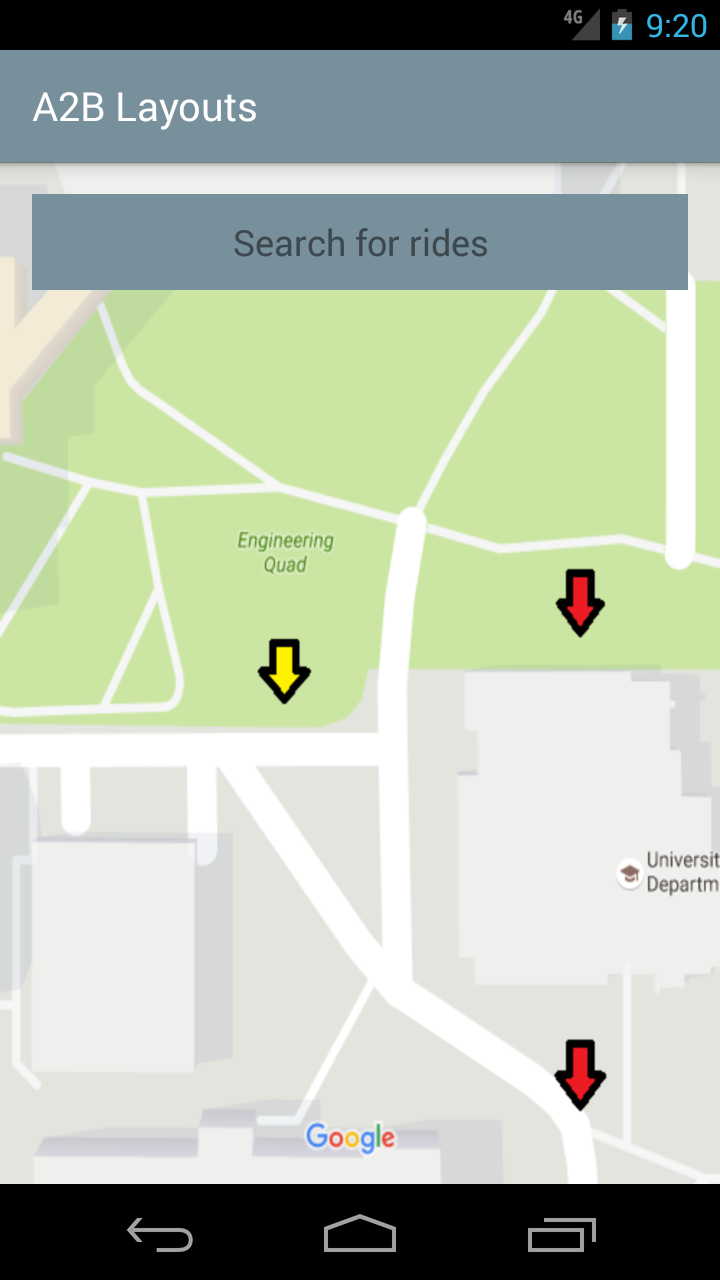 4G 9:20
A2B Layouts
Search for rides
Engineering
Quad
Universit
Departm
Google